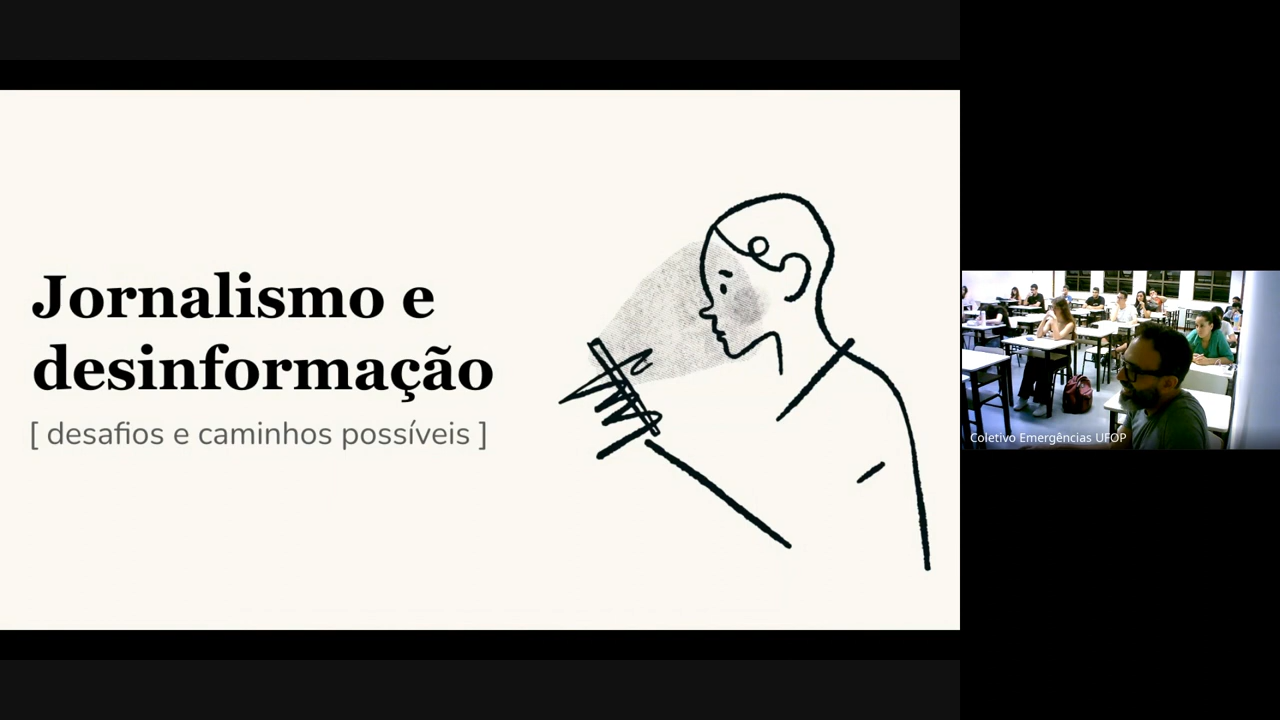 Jornalismo e
desinformação
[ desafios e caminhos possíveis ]
Coletivo Emergências UFOP